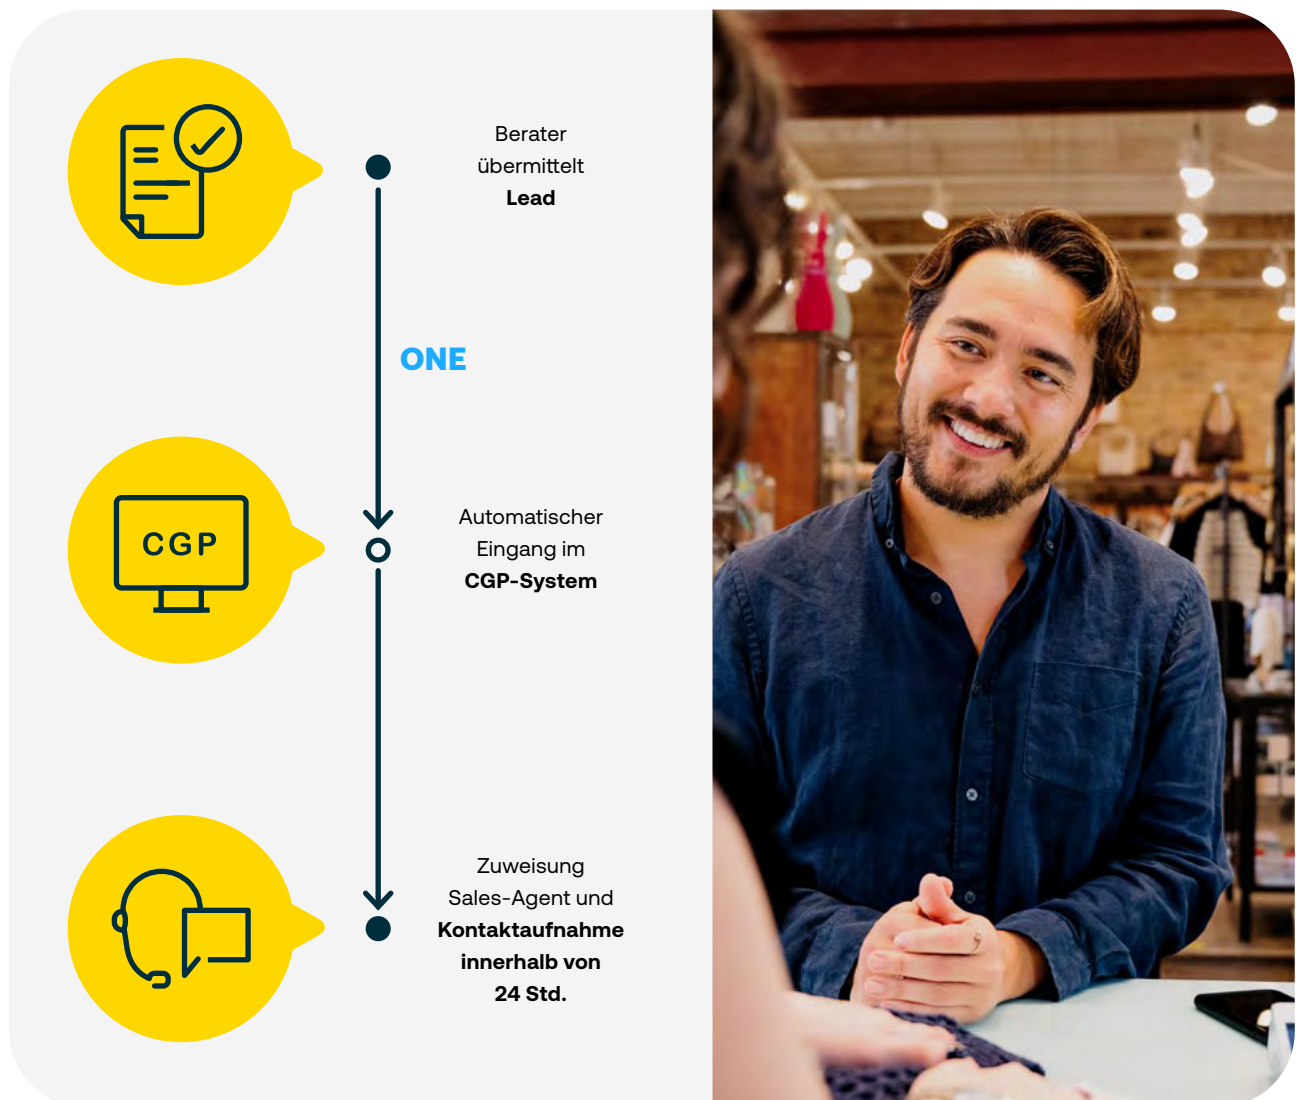 Berater
übermittelt
Lead
ONE
CGP
Automatischer
Eingang im
CGP-System
Zuweisung
Sales-Agent und
Kontaktaufnahme
innerhalb von
24 Std.